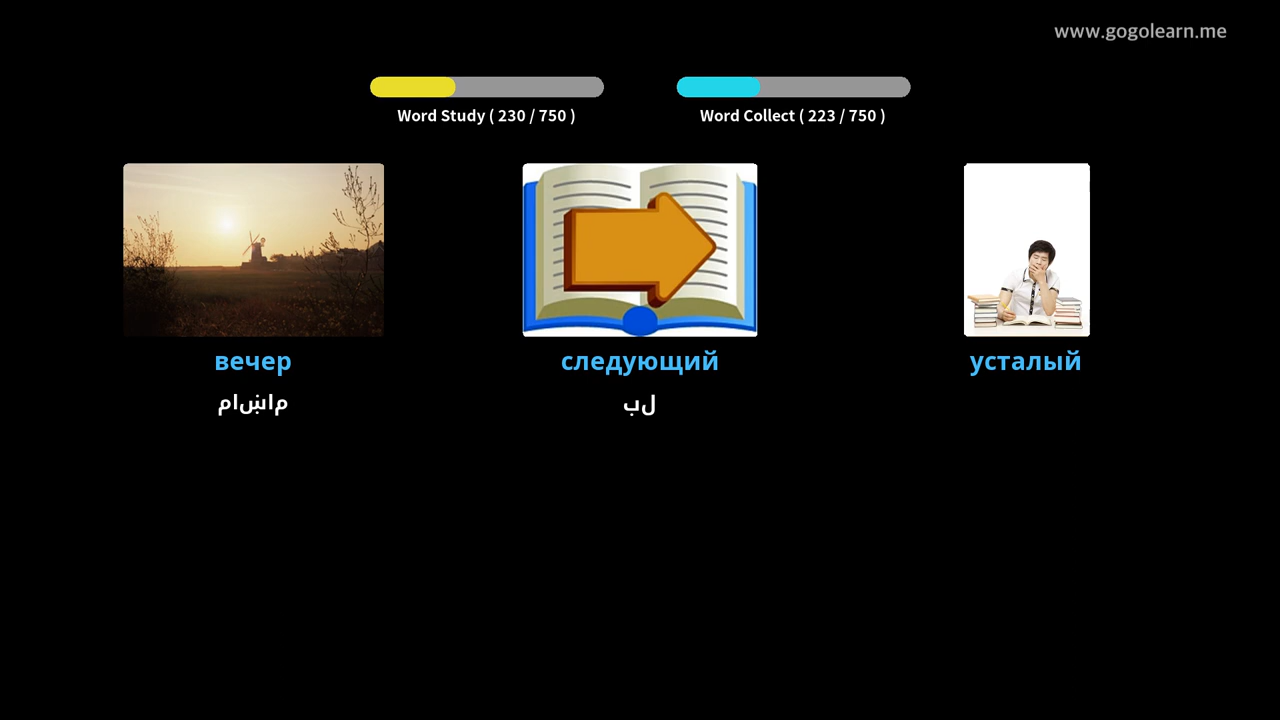 www.gogolearn.me
Word Study ( 230 / 750 )
Word Collect ( 223 / 750 )
вечер
следующий
усталый
ماښام
بل